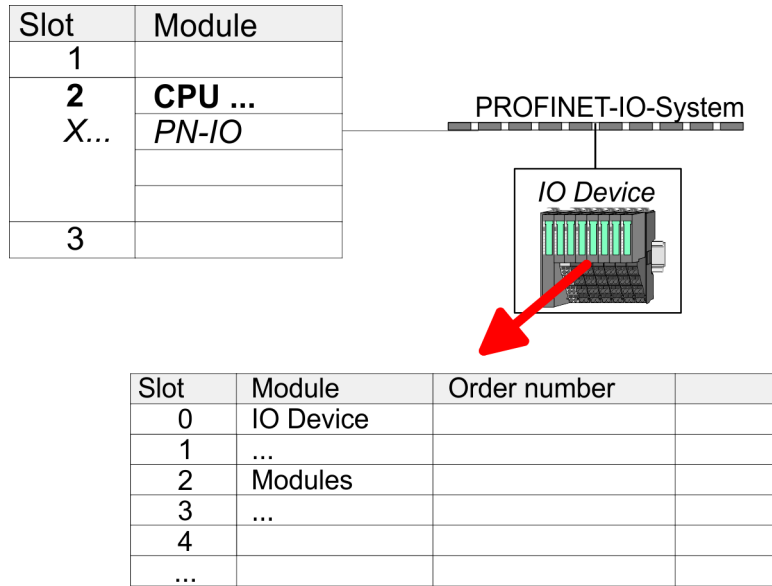 Slot Module
1
2 CPU ...
X... PN-IO
3
PROFINET-IO-System
IO Device
Slot Module Order number
0 IO Device
1 ...
2 Modules
3 ...
4
...